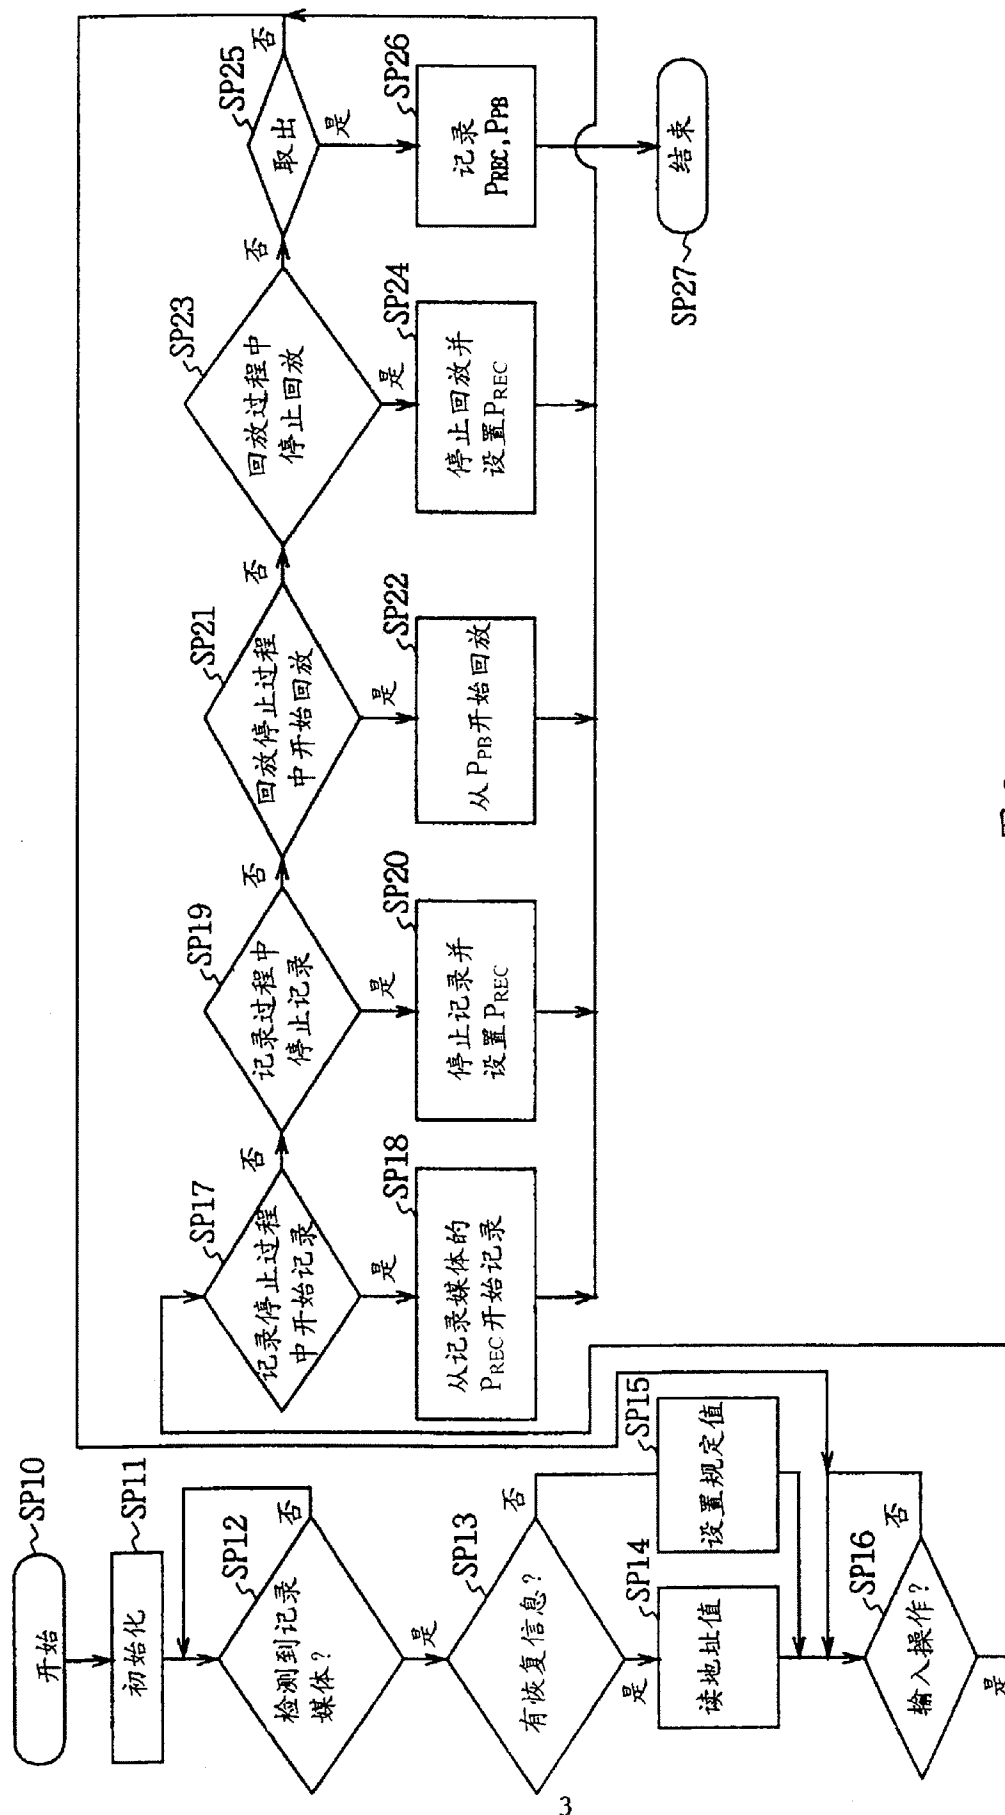 SP10
开始
SP11
初始化
SP12
检测到记录
媒体?
否
是
SP13
有恢复信息?
否
是
SP14
读地址值
SP15
设置规定值
SP16
输入操作?
否
是
SP17
记录停止过程
中开始记录
否
是
SP18
从记录媒体的
PREC开始记录
SP19
记录过程中
停止记录
否
是
SP20
停止记录并
设置PREC
SP21
回放停止过程
中开始回放
否
是
SP22
从PPB开始回放
SP23
回放过程中
停止回放
否
是
SP24
停止回放并
设置PREC
SP25
取出
否
是
SP26
记录
PREC,PPB
SP27
结束
3